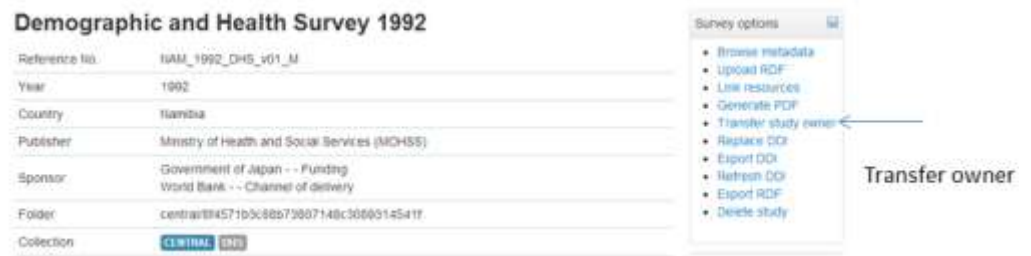 Demographic and Health Survey 1992
Reference No. NAM_1992_DHS_v01_M
Year 1992
Country Namibia
Publisher Ministry of Health and Social Services (MOHSS)
Sponsor Government of Japan - - Funding
World Bank - - Channel of delivery
Folder
Collection CENTRAL DHS
Survey options
Browse metadata
Upload RDF
Link resources
Generate PDF
Transfer study owner
Replace DDI
Export DDI
Refresh DDI
Export RDF
Delete study
Transfer owner